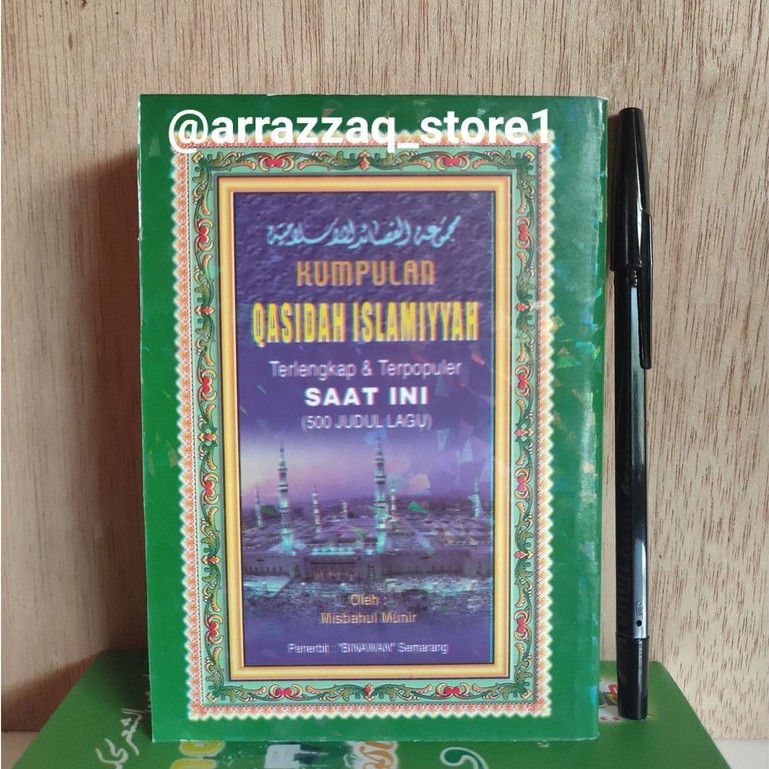 @arrazzaq_store1
مجموعة القصائد الإسلامية
KUMPULAN
QASIDAH ISLAMIYYAH
Terlengkap & Terpopuler
SAAT INI
(500 JUDUL LAGU)
Oleh :
Misbahul Munir
Penerbit : "BINAWAN" Semarang